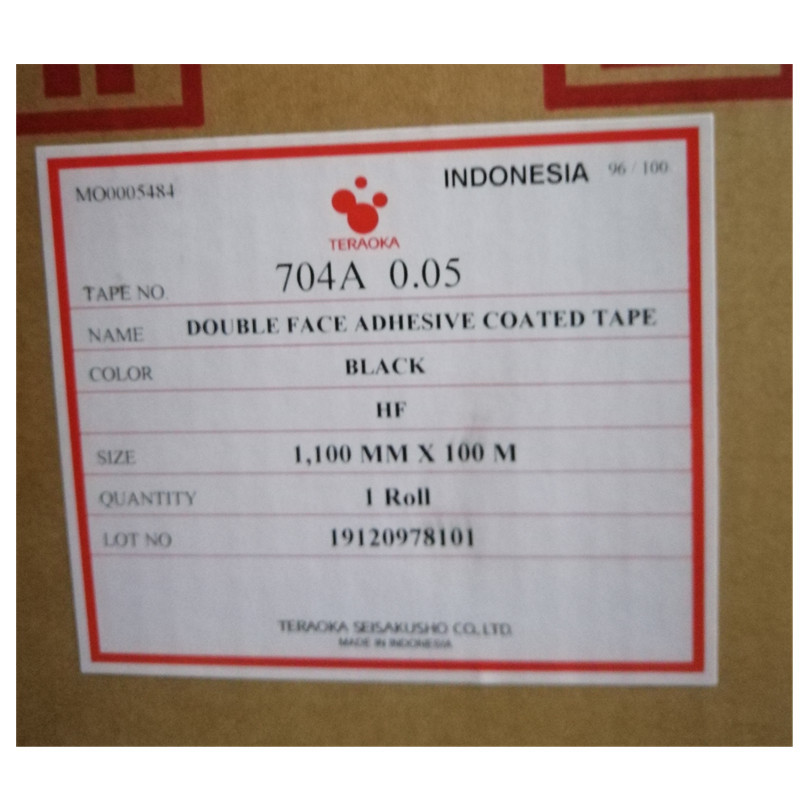 MO0005484
INDONESIA 96 / 100
TERAOKA
TAPE NO. 704A 0.05
NAME DOUBLE FACE ADHESIVE COATED TAPE
COLOR BLACK
HF
SIZE 1,100 MM X 100 M
QUANTITY 1 Roll
LOT NO 19120978101
TERAOKA SEISAKUSHO CO., LTD.
MADE IN INDONESIA